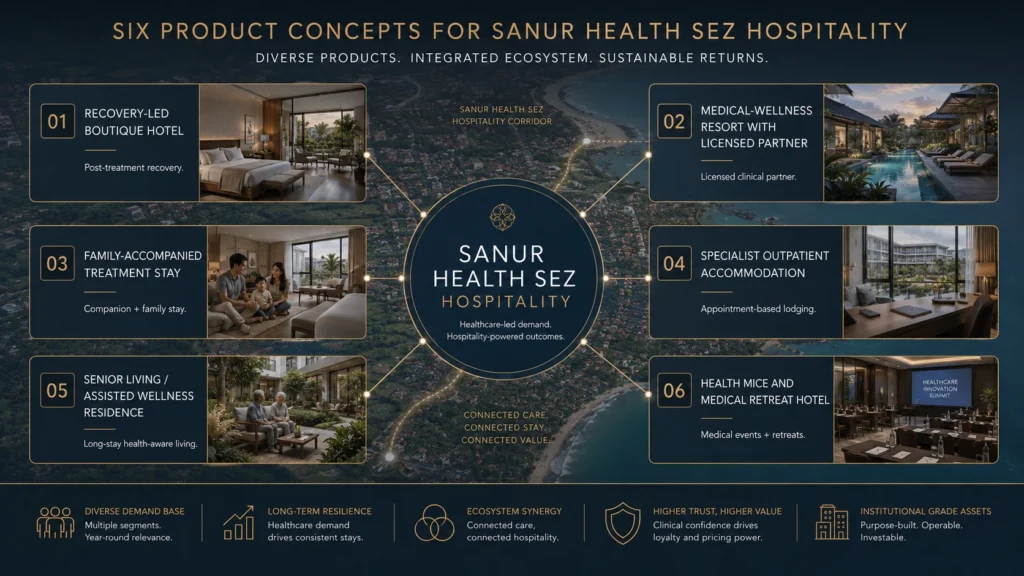 SIX PRODUCT CONCEPTS FOR SANUR HEALTH SEZ HOSPITALITY
DIVERSE PRODUCTS. INTEGRATED ECOSYSTEM. SUSTAINABLE RETURNS.
01
RECOVERY-LED
BOUTIQUE HOTEL
Post-treatment recovery.
SANUR HEALTH SEZ
HOSPITALITY CORRIDOR
02
MEDICAL-WELLNESS
RESORT WITH
LICENSED PARTNER
Licensed clinical partner.
03
FAMILY-ACCOMPANIED
TREATMENT STAY
Companion + family stay.
SANUR
HEALTH SEZ
HOSPITALITY
Healthcare-led demand.
Hospitality-powered outcomes.
04
SPECIALIST OUTPATIENT
ACCOMMODATION
Appointment-based lodging.
05
SENIOR LIVING /
ASSISTED WELLNESS
RESIDENCE
Long-stay health-aware living.
CONNECTED CARE.
CONNECTED STAY.
CONNECTED VALUE.
06
HEALTH MICE AND
MEDICAL RETREAT HOTEL
Medical events + retreats.
HEALTHCARE
INNOVATION
SUMMIT
DIVERSE DEMAND BASE
Multiple segments.
Year-round relevance.
LONG-TERM RESILIENCE
Healthcare demand
drives consistent stays.
ECOSYSTEM SYNERGY
Connected care,
connected hospitality.
HIGHER TRUST, HIGHER VALUE
Clinical confidence drives
loyalty and pricing power.
INSTITUTIONAL GRADE ASSETS
Purpose-built. Operable.
Investable.